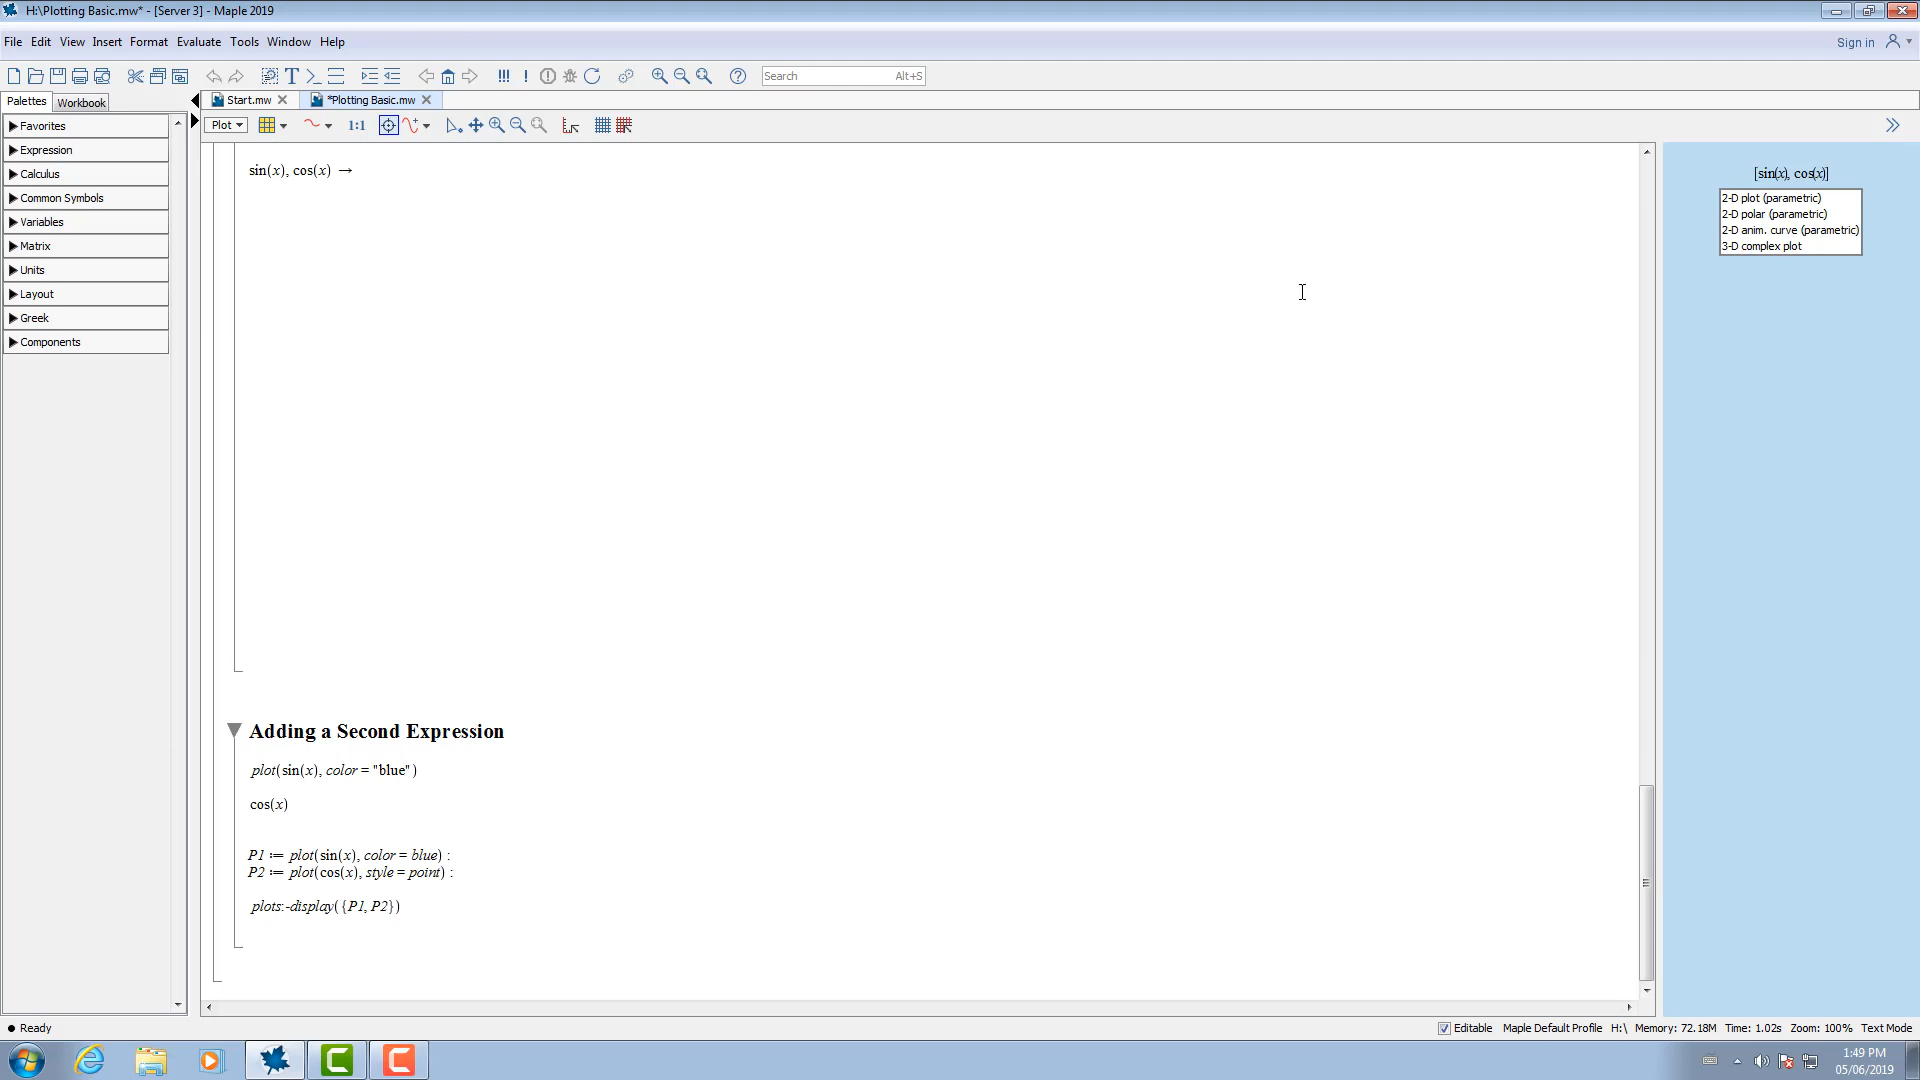 H:\Plotting Basic.mw* - [Server 3] - Maple 2019
File Edit View Insert Format Evaluate Tools Window Help
Sign in
Search Alt+S
Palettes Workbook
Start.mw *Plotting Basic.mw
Plot 1:1
Favorites
Expression
Calculus
Common Symbols
Variables
Matrix
Units
Layout
Greek
Components
sin(x), cos(x) →
[sin(x), cos(x)]
2-D plot (parametric)
2-D polar (parametric)
2-D anim. curve (parametric)
3-D complex plot
Adding a Second Expression
plot(sin(x), color = "blue")
cos(x)
P1 := plot(sin(x), color = blue) :
P2 := plot(cos(x), style = point) :
plots:-display({P1, P2})
Ready
Editable Maple Default Profile H:\ Memory: 72.18M Time: 1.02s Zoom: 100% Text Mode
1:49 PM
05/06/2019